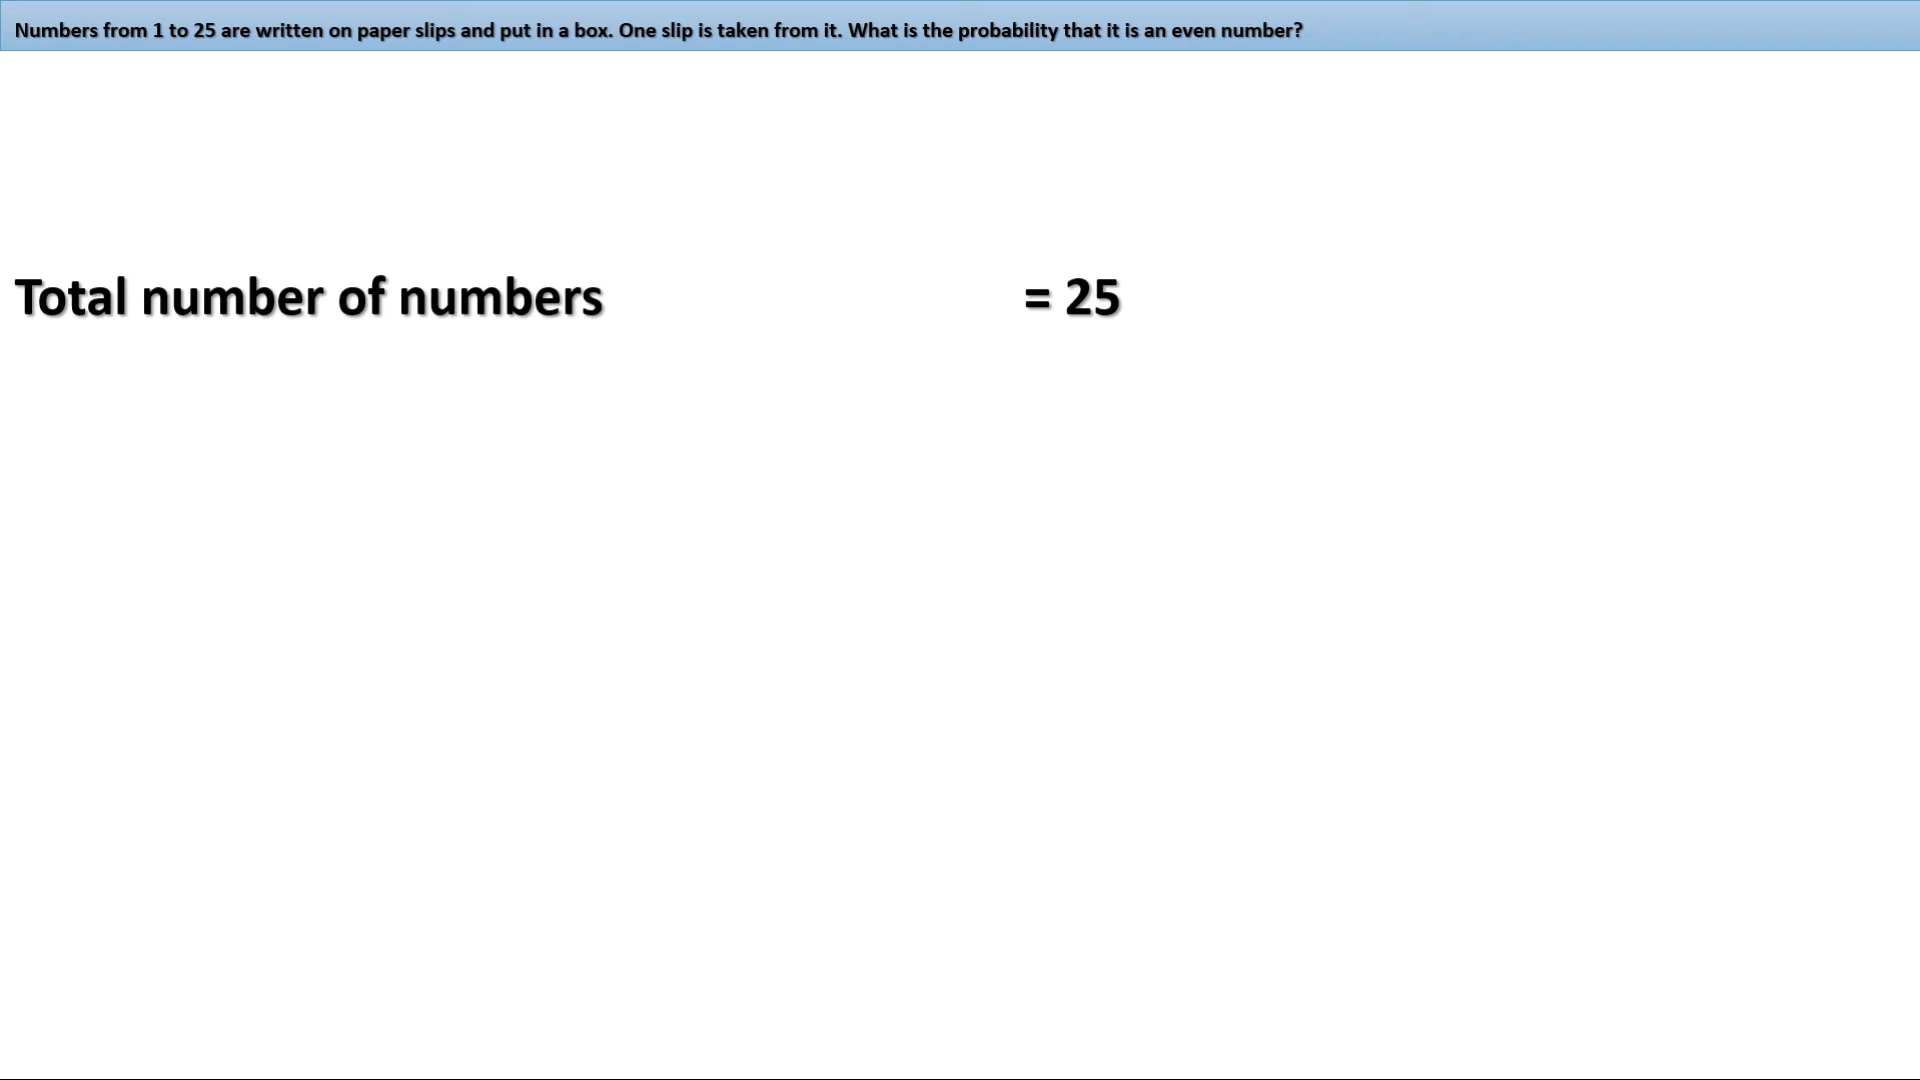 Numbers from 1 to 25 are written on paper slips and put in a box. One slip is taken from it. What is the probability that it is an even number?
Total number of numbers = 25